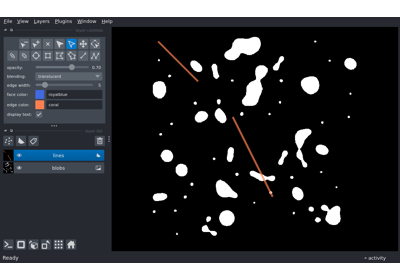 File View Layers Plugins Window Help
opacity: 0.70
blending: translucent
edge width: 5
face color: royalblue
edge color: coral
display text:
lines
blobs
Ready
activity